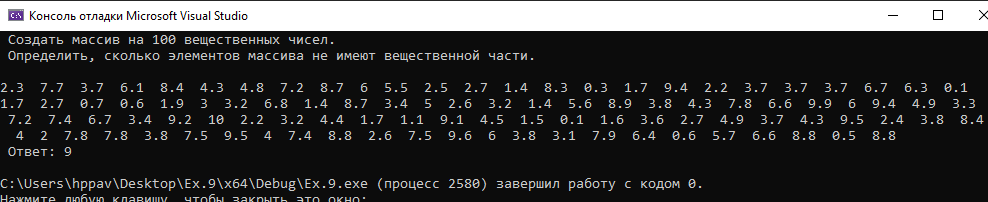 Консоль отладки Microsoft Visual Studio
Создать массив на 100 вещественных чисел.
Определить, сколько элементов массива не имеют вещественной части.
2.3 7.7 3.7 6.1 8.4 4.3 4.8 7.2 8.7 6 5.5 2.5 2.7 1.4 8.3 0.3 1.7 9.4 2.2 3.7 3.7 3.7 6.7 6.3 0.1
1.7 2.7 0.7 0.6 1.9 3 3.2 6.8 1.4 8.7 3.4 5 2.6 3.2 1.4 5.6 8.9 3.8 4.3 7.8 6.6 9.9 6 9.4 4.9 3.3
7.2 7.4 6.7 3.4 9.2 10 2.2 3.2 4.4 1.7 1.1 9.1 4.5 1.5 0.1 1.6 3.6 2.7 4.9 3.7 4.3 9.5 2.4 3.8 8.4
4 2 7.8 7.8 3.8 7.5 9.5 4 7.4 8.8 2.6 7.5 9.6 6 3.8 3.1 7.9 6.4 0.6 5.7 6.6 8.8 0.5 8.8
Ответ: 9
C:\Users\hppav\Desktop\Ex.9\x64\Debug\Ex.9.exe (процесс 2580) завершил работу с кодом 0.
Нажмите любую клавишу, чтобы закрыть это окно: